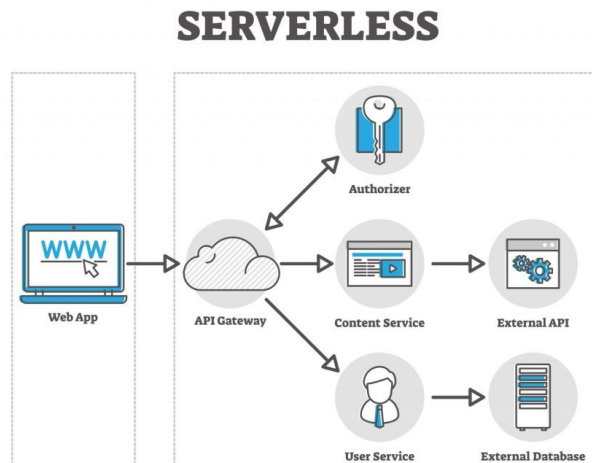 SERVERLESS
Authorizer
WWW
Web App
API Gateway
Content Service
External API
User Service
External Database